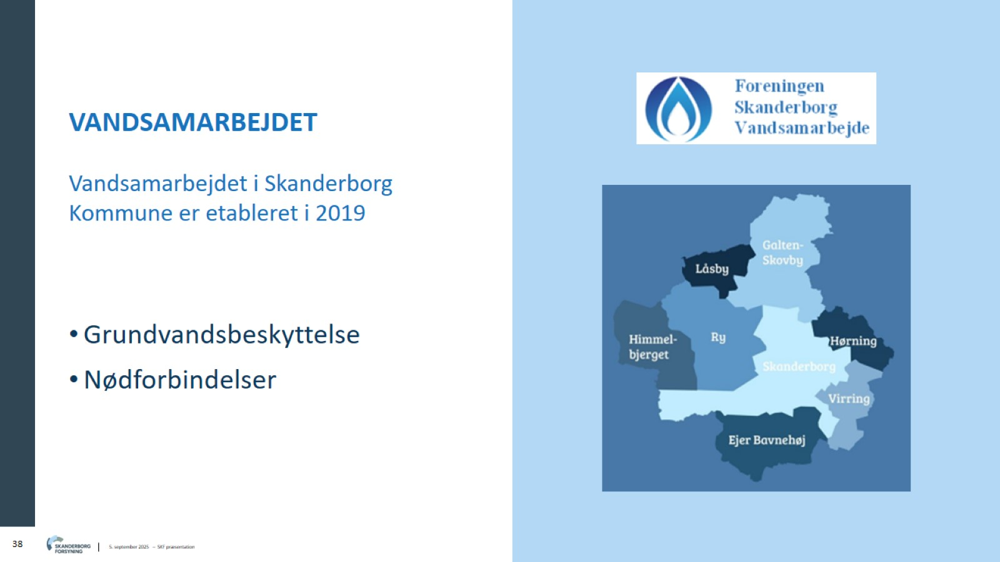 VANDSAMARBEJDET
Vandsamarbejdet i Skanderborg
Kommune er etableret i 2019
• Grundvandsbeskyttelse
• Nødforbindelser
Foreningen
Skanderborg
Vandsamarbejde
Galten-
Skovby
Låsby
Himmel-
bjerget
Ry
Hørning
Skanderborg
Virring
Ejer Bavnehøj
38
SKANDERBORG
FORSYNING
5. september 2025 – SKF præsentation